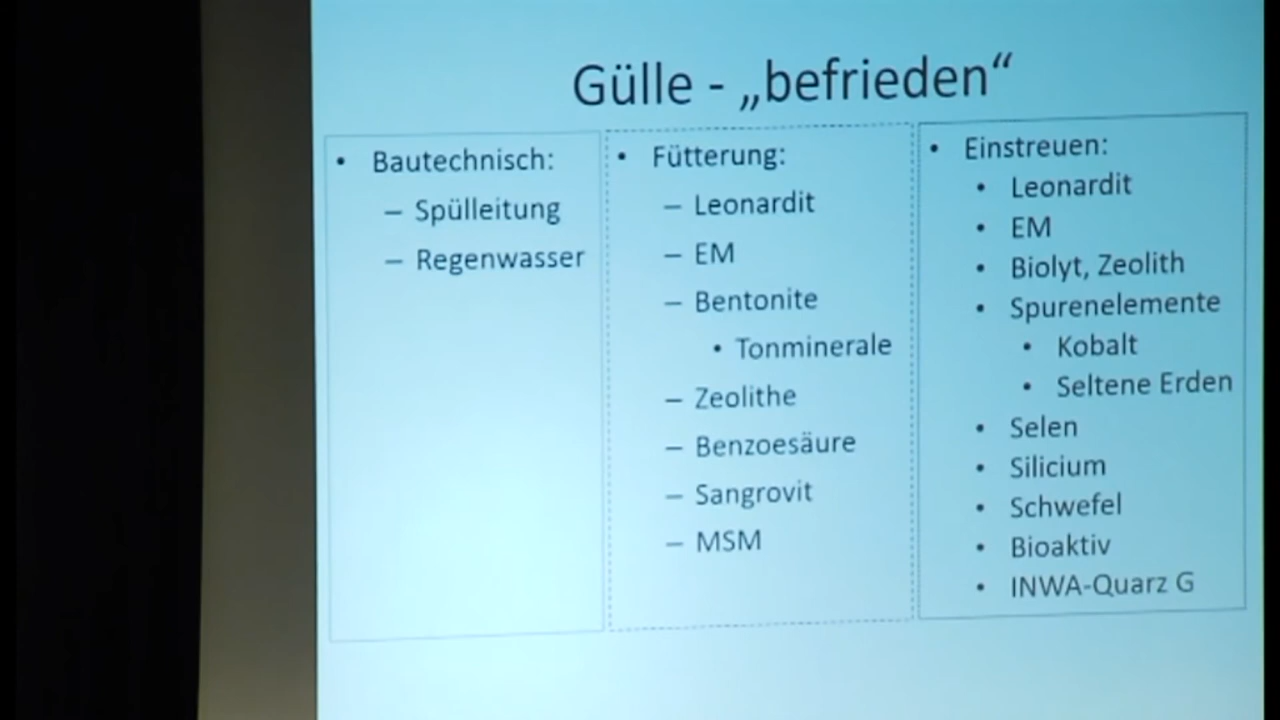 Gülle - „befrieden“
• Bautechnisch:
– Spülleitung
– Regenwasser
• Fütterung:
– Leonardit
– EM
– Bentonite
• Tonminerale
– Zeolithe
– Benzoesäure
– Sangrovit
– MSM
• Einstreuen:
• Leonardit
• EM
• Biolyt, Zeolith
• Spurenelemente
• Kobalt
• Seltene Erden
• Selen
• Silicium
• Schwefel
• Bioaktiv
• INWA-Quarz G